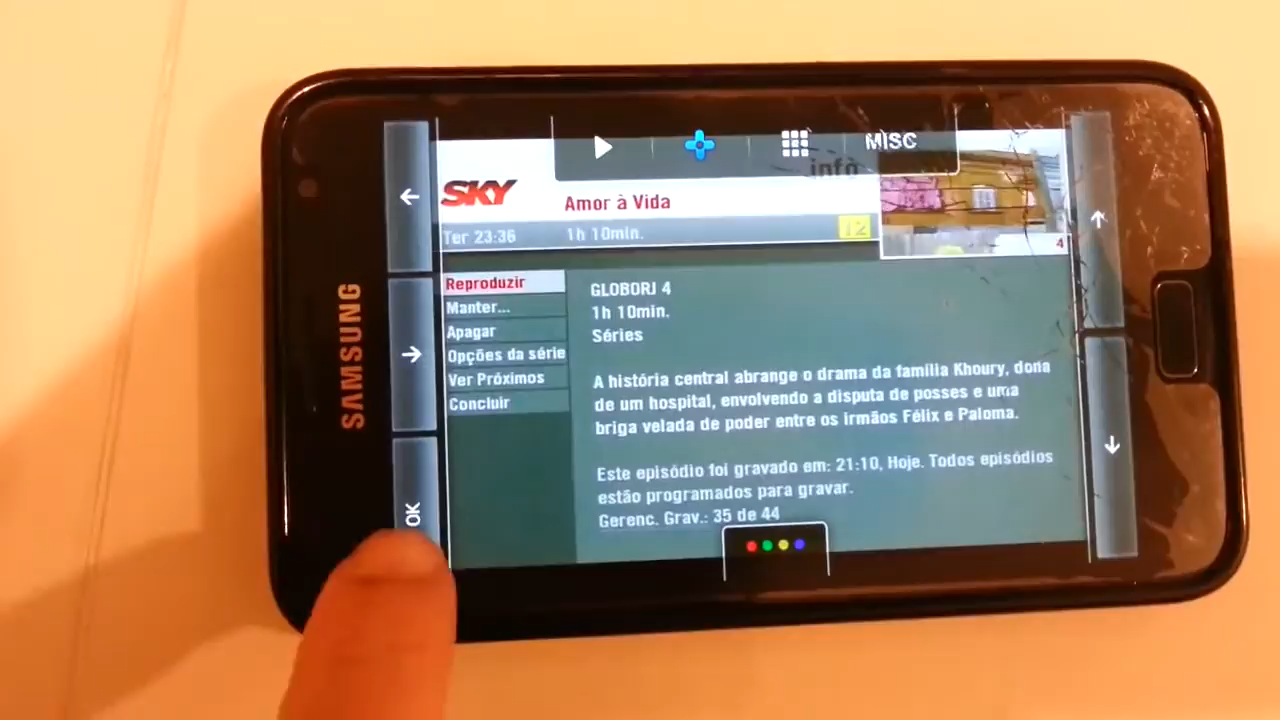 MISC
info
SKY
Amor à Vida
Ter 23:36 1h 10min. 12
4
Reproduzir
Manter...
Apagar
Opções da série
Ver Próximos
Concluir
GLOBORJ 4
1h 10min.
Séries
A história central abrange o drama da família Khoury, dona
de um hospital, envolvendo a disputa de posses e uma
briga velada de poder entre os irmãos Félix e Paloma.
Este episódio foi gravado em: 21:10, Hoje. Todos episódios
estão programados para gravar.
Gerenc. Grav.: 35 de 44
OK
SAMSUNG